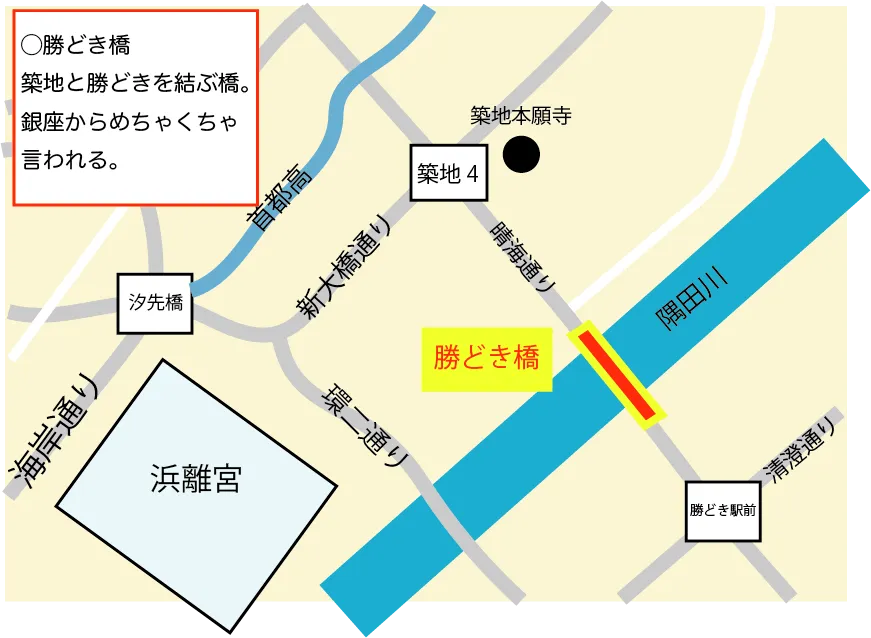 ○勝どき橋
築地と勝どきを結ぶ橋。
銀座からめちゃくちゃ
言われる。
築地本願寺
築地４
首都高
晴海通り
新大橋通り
隅田川
汐先橋
勝どき橋
海岸通り
環二通り
清澄通り
浜離宮
勝どき駅前